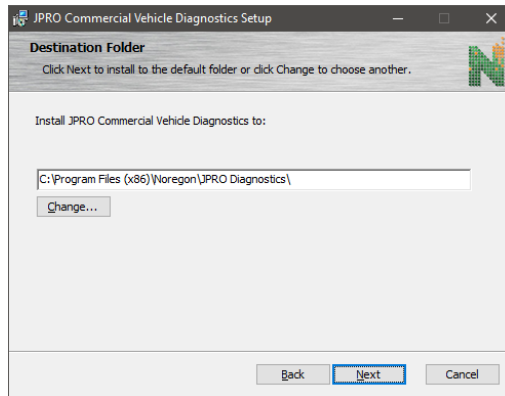 JPRO Commercial Vehicle Diagnostics Setup
Destination Folder
Click Next to install to the default folder or click Change to choose another.
Install JPRO Commercial Vehicle Diagnostics to:
C:\Program Files (x86)\Noregon\JPRO Diagnostics\
Change...
Back Next Cancel